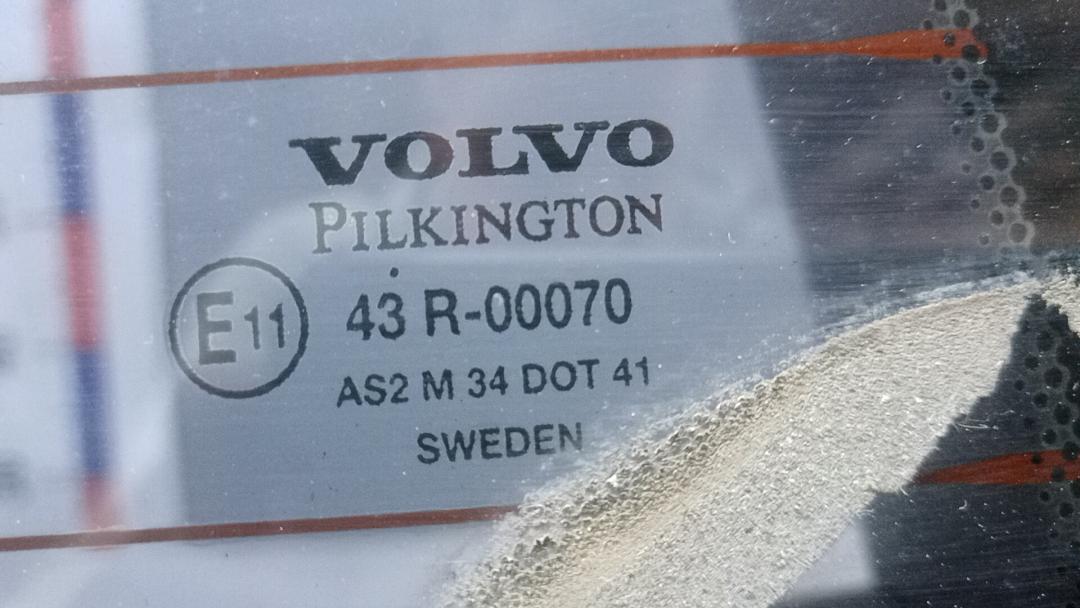 VOLVO
PILKINGTON
E11 43 R-00070
AS2 M 34 DOT 41
SWEDEN